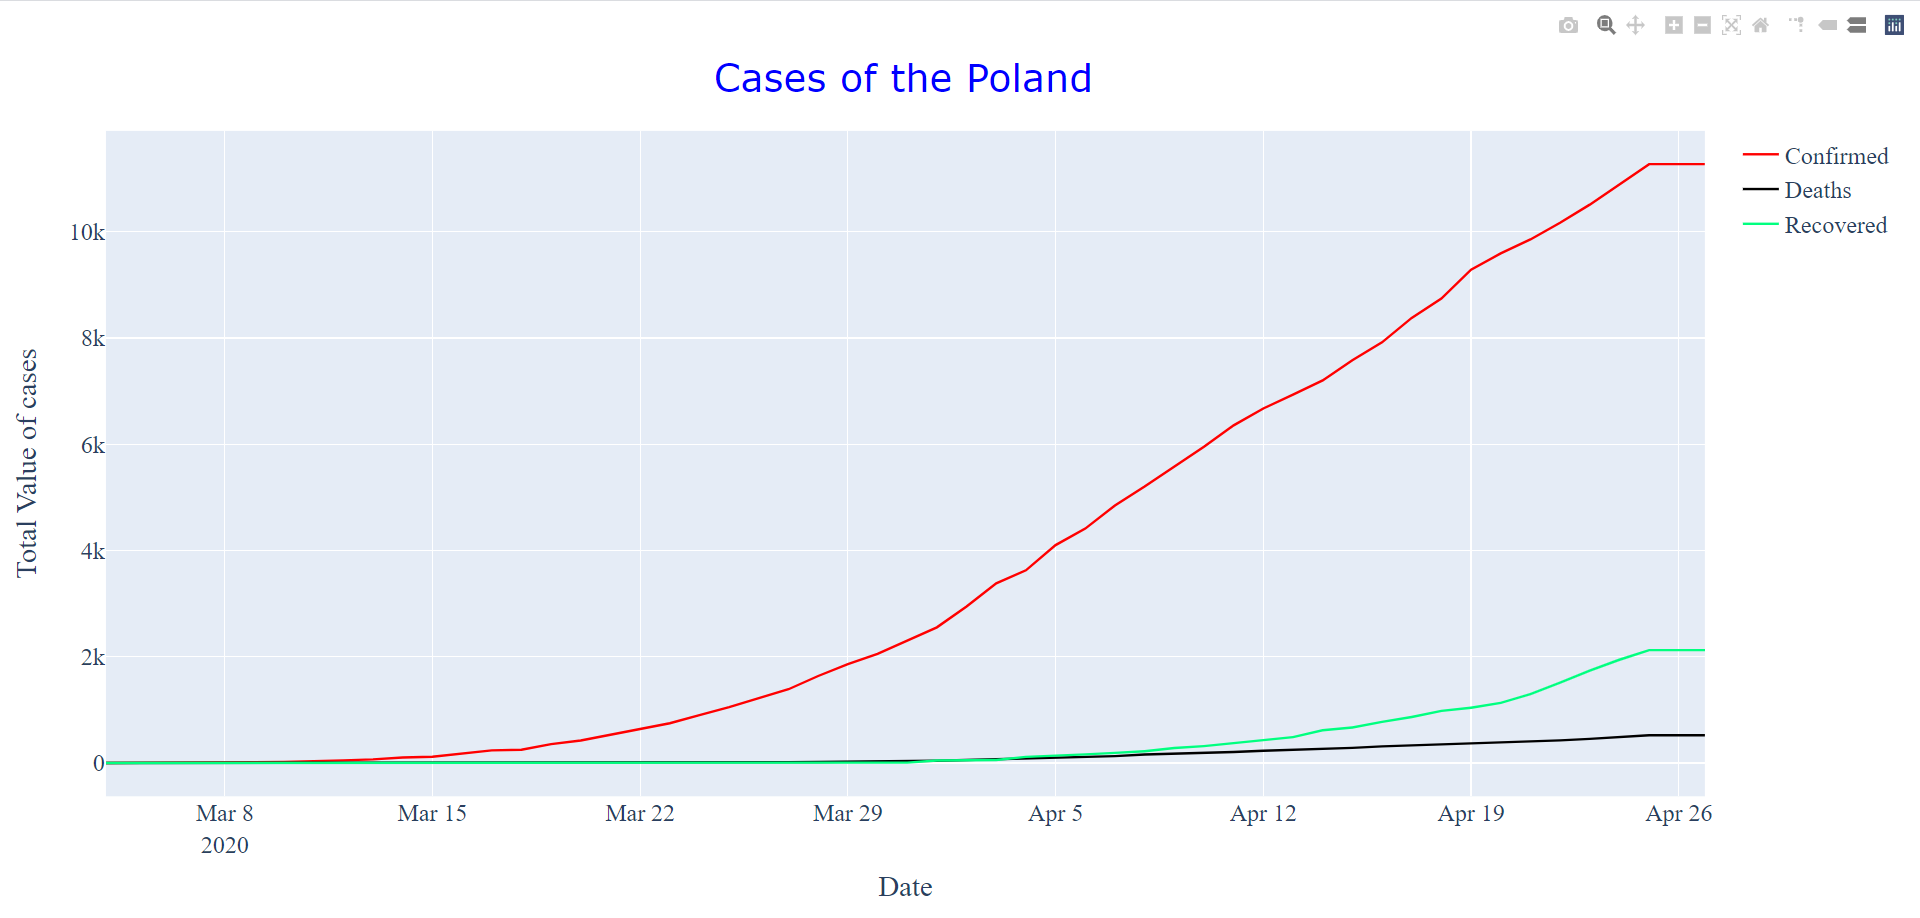 Cases of the Poland
Confirmed
Deaths
Recovered
10k
8k
6k
4k
2k
0
Total Value of cases
Mar 8
2020
Mar 15
Mar 22
Mar 29
Apr 5
Apr 12
Apr 19
Apr 26
Date